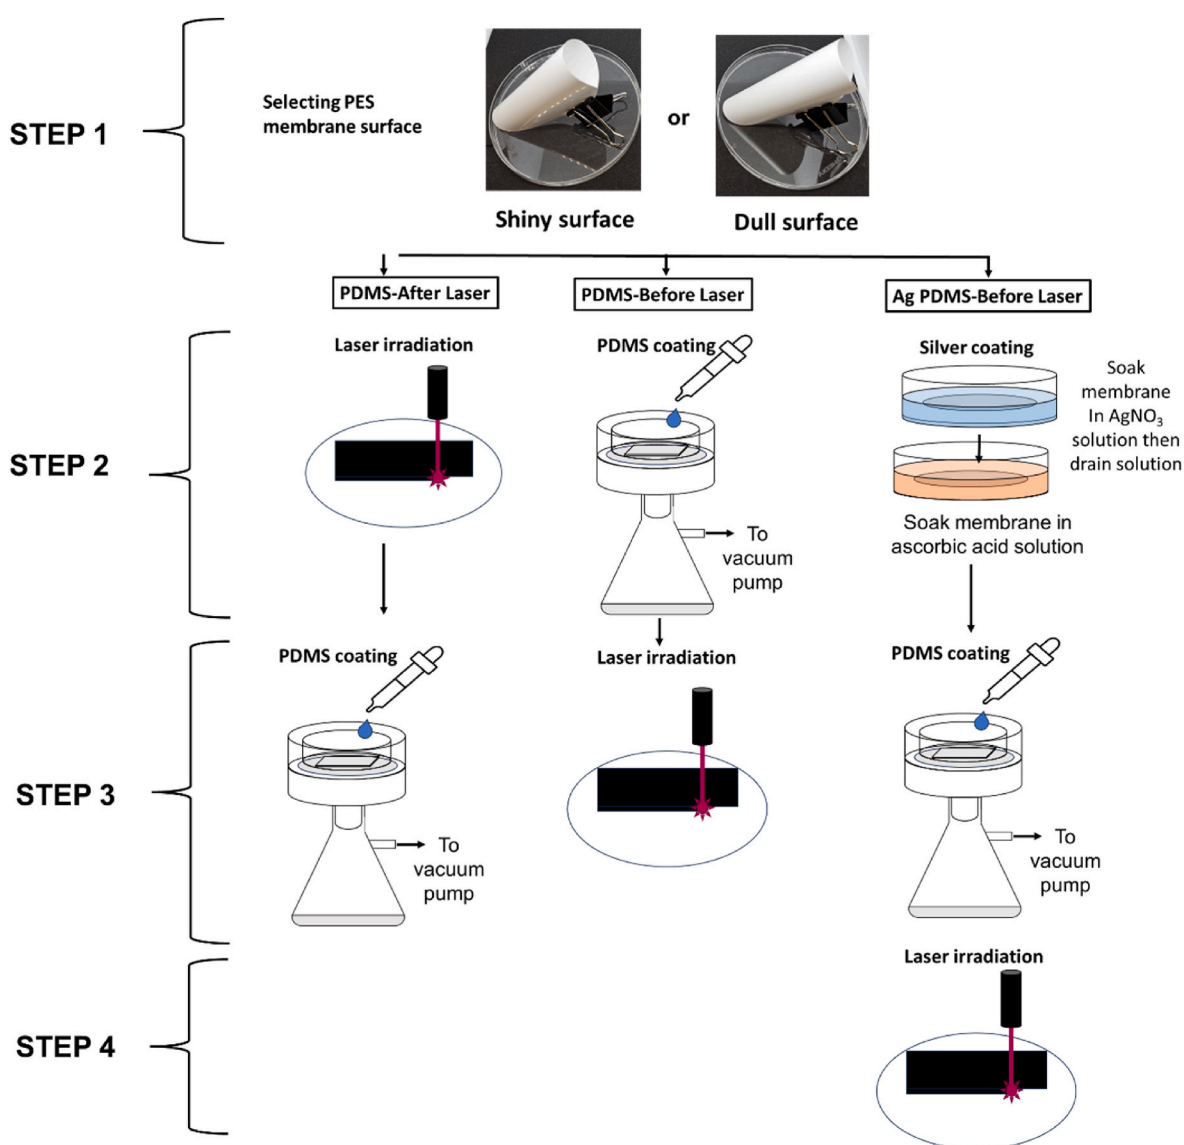 STEP 1
Selecting PES
membrane surface
or
Shiny surface
Dull surface
PDMS-After Laser
PDMS-Before Laser
Ag PDMS-Before Laser
STEP 2
Laser irradiation
PDMS coating
To
vacuum
pump
Silver coating
Soak
membrane
In AgNO₃
solution then
drain solution
Soak membrane in
ascorbic acid solution
STEP 3
PDMS coating
To
vacuum
pump
Laser irradiation
PDMS coating
To
vacuum
pump
STEP 4
Laser irradiation